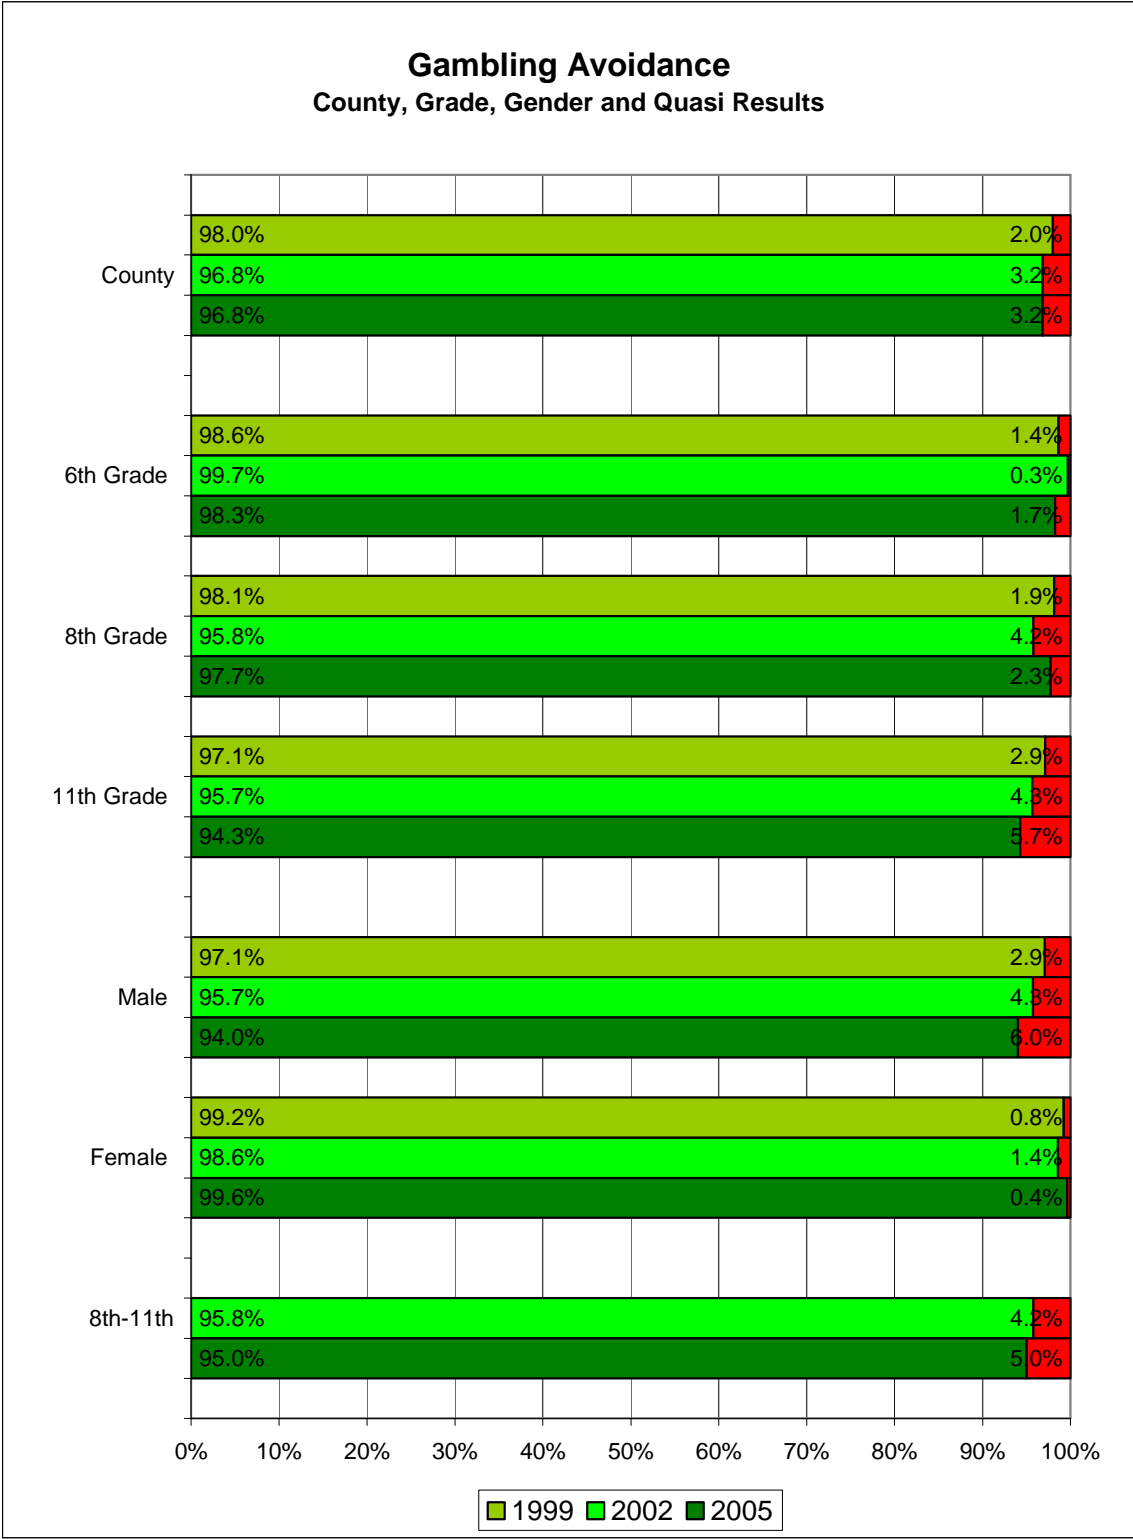 Gambling Avoidance
County, Grade, Gender and Quasi Results
98.0% 2.0%
County 96.8% 3.2%
96.8% 3.2%
98.6% 1.4%
6th Grade 99.7% 0.3%
98.3% 1.7%
98.1% 1.9%
8th Grade 95.8% 4.2%
97.7% 2.3%
97.1% 2.9%
11th Grade 95.7% 4.3%
94.3% 5.7%
97.1% 2.9%
Male 95.7% 4.3%
94.0% 6.0%
99.2% 0.8%
Female 98.6% 1.4%
99.6% 0.4%
8th-11th 95.8% 4.2%
95.0% 5.0%
0% 10% 20% 30% 40% 50% 60% 70% 80% 90% 100%
1999 2002 2005